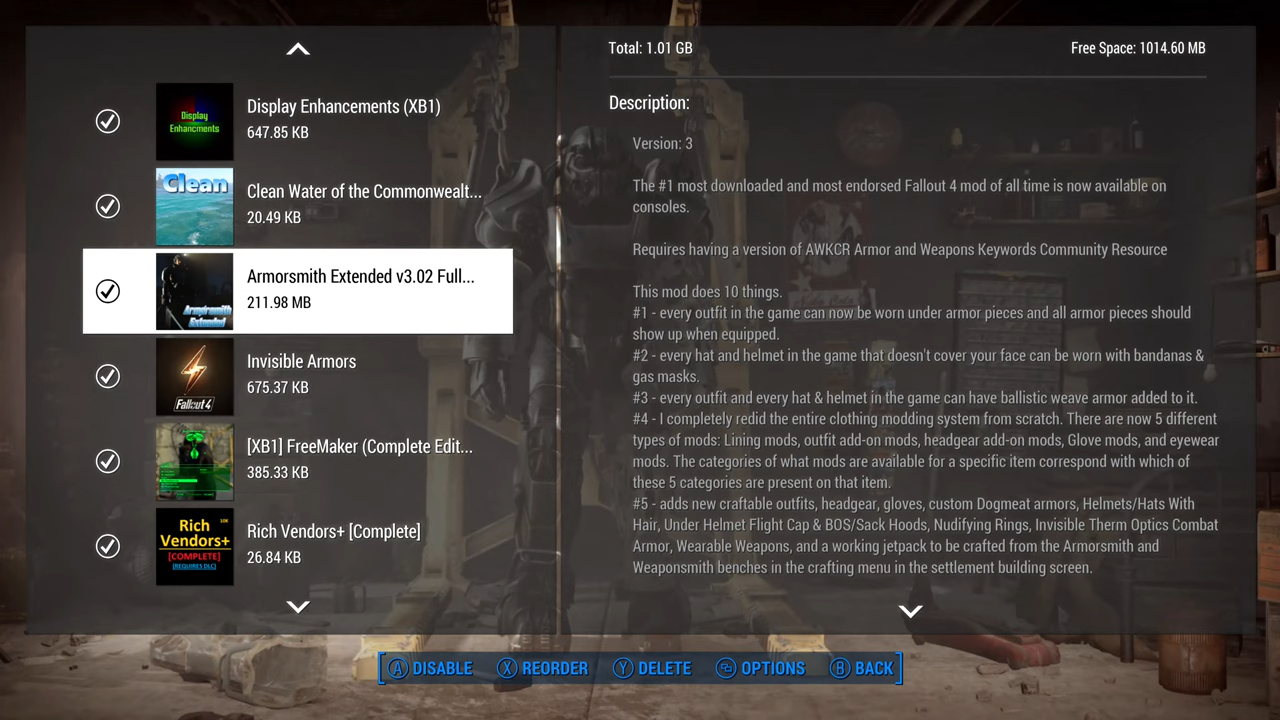 Total: 1.01 GB
Free Space: 1014.60 MB
Display
Enhancments
Display Enhancements (XB1)
647.85 KB
Clean
Clean Water of the Commonwealt...
20.49 KB
Armorsmith
Extended
Armorsmith Extended v3.02 Full...
211.98 MB
Fallout 4
Invisible Armors
675.37 KB
[XB1] FreeMaker (Complete Edit...
385.33 KB
Rich
10K
Vendors+
[COMPLETE]
(REQUIRES DLC)
Rich Vendors+ [Complete]
26.84 KB
Description:
Version: 3
The #1 most downloaded and most endorsed Fallout 4 mod of all time is now available on
consoles.
Requires having a version of AWKCR Armor and Weapons Keywords Community Resource
This mod does 10 things.
#1 - every outfit in the game can now be worn under armor pieces and all armor pieces should
show up when equipped.
#2 - every hat and helmet in the game that doesn't cover your face can be worn with bandanas &
gas masks.
#3 - every outfit and every hat & helmet in the game can have ballistic weave armor added to it.
#4 - I completely redid the entire clothing modding system from scratch. There are now 5 different
types of mods: Lining mods, outfit add-on mods, headgear add-on mods, Glove mods, and eyewear
mods. The categories of what mods are available for a specific item correspond with which of
these 5 categories are present on that item.
#5 - adds new craftable outfits, headgear, gloves, custom Dogmeat armors, Helmets/Hats With
Hair, Under Helmet Flight Cap & BOS/Sack Hoods, Nudifying Rings, Invisible Therm Optics Combat
Armor, Wearable Weapons, and a working jetpack to be crafted from the Armorsmith and
Weaponsmith benches in the crafting menu in the settlement building screen.
A DISABLE
X REORDER
Y DELETE
OPTIONS
B BACK